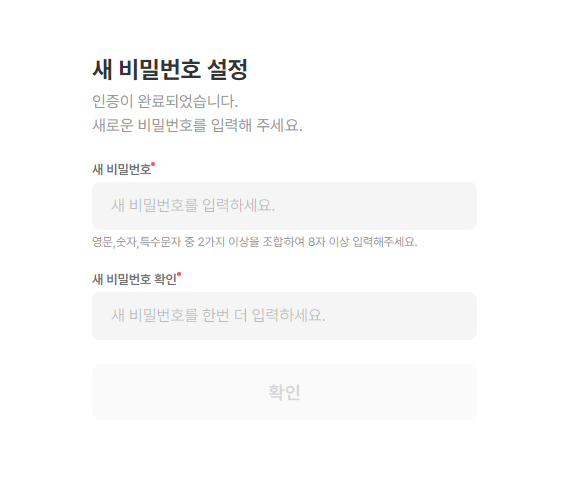 새 비밀번호 설정
인증이 완료되었습니다.
새로운 비밀번호를 입력해 주세요.
새 비밀번호
새 비밀번호를 입력하세요.
영문,숫자,특수문자 중 2가지 이상을 조합하여 8자 이상 입력해주세요.
새 비밀번호 확인
새 비밀번호를 한번 더 입력하세요.
확인